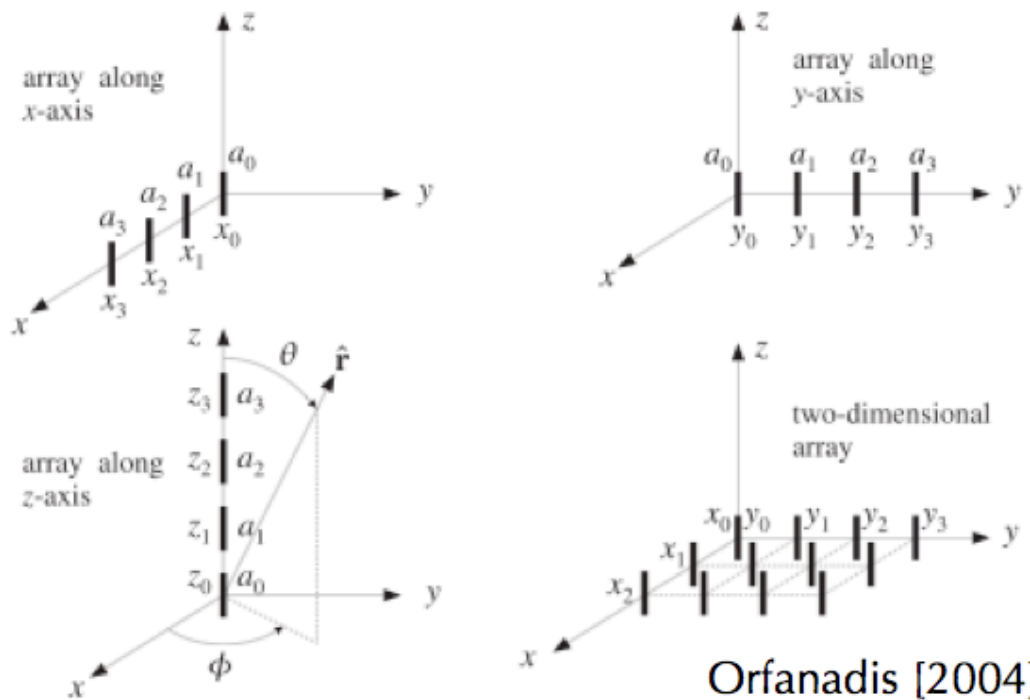 z
array along
x-axis
a₀
a₁
a₂
a₃
y
x₀
x₁
x₂
x₃
x
z
array along
y-axis
a₀ a₁ a₂ a₃
y
y₀ y₁ y₂ y₃
x
z
θ
r̂
z₃ a₃
z₂ a₂
array along
z-axis
z₁ a₁
z₀ a₀
y
ϕ
x
z
two-dimensional
array
x₀ y₀ y₁ y₂ y₃
y
x₁
x₂
x
Orfanadis [2004]